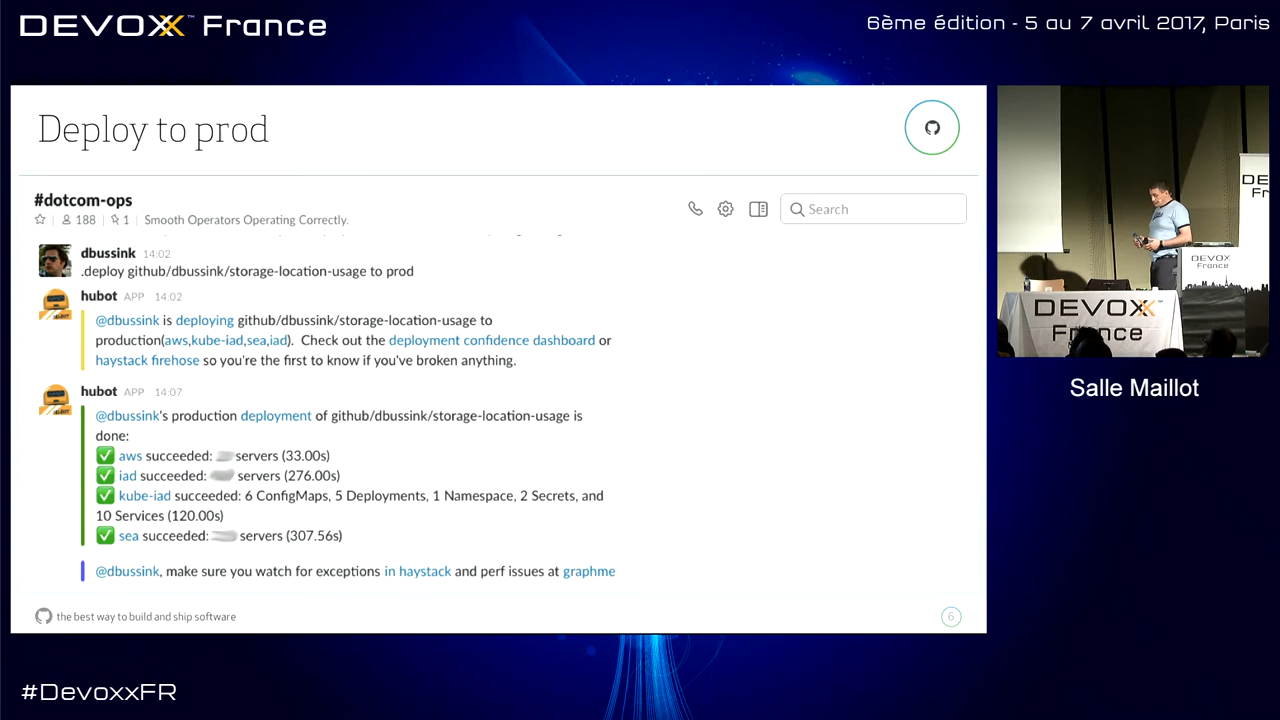 DEVOXX™ France
6ème édition - 5 au 7 avril 2017, Paris
Deploy to prod
#dotcom-ops
188 | 1 | Smooth Operators Operating Correctly.
Search
dbussink 14:02
.deploy github/dbussink/storage-location-usage to prod
hubot APP 14:02
@dbussink is deploying github/dbussink/storage-location-usage to
production(aws,kube-iad,sea,iad). Check out the deployment confidence dashboard or
haystack firehose so you're the first to know if you've broken anything.
hubot APP 14:07
@dbussink's production deployment of github/dbussink/storage-location-usage is
done:
✅ aws succeeded: servers (33.00s)
✅ iad succeeded: servers (276.00s)
✅ kube-iad succeeded: 6 ConfigMaps, 5 Deployments, 1 Namespace, 2 Secrets, and
10 Services (120.00s)
✅ sea succeeded: servers (307.56s)
@dbussink, make sure you watch for exceptions in haystack and perf issues at graphme
the best way to build and ship software
6
DE
Fr
DEVOXX
France
DEVOXX™
France
Salle Maillot
#DevoxxFR